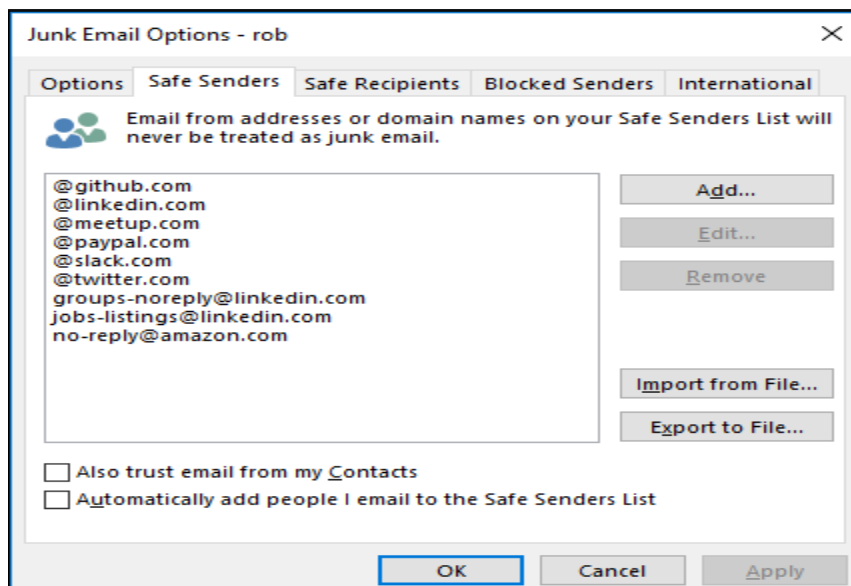 Junk Email Options - rob
Options Safe Senders Safe Recipients Blocked Senders International
Email from addresses or domain names on your Safe Senders List will
never be treated as junk email.
@github.com
@linkedin.com
@meetup.com
@paypal.com
@slack.com
@twitter.com
groups-noreply@linkedin.com
jobs-listings@linkedin.com
no-reply@amazon.com
Add...
Edit...
Remove
Import from File...
Export to File...
Also trust email from my Contacts
Automatically add people I email to the Safe Senders List
OK Cancel Apply